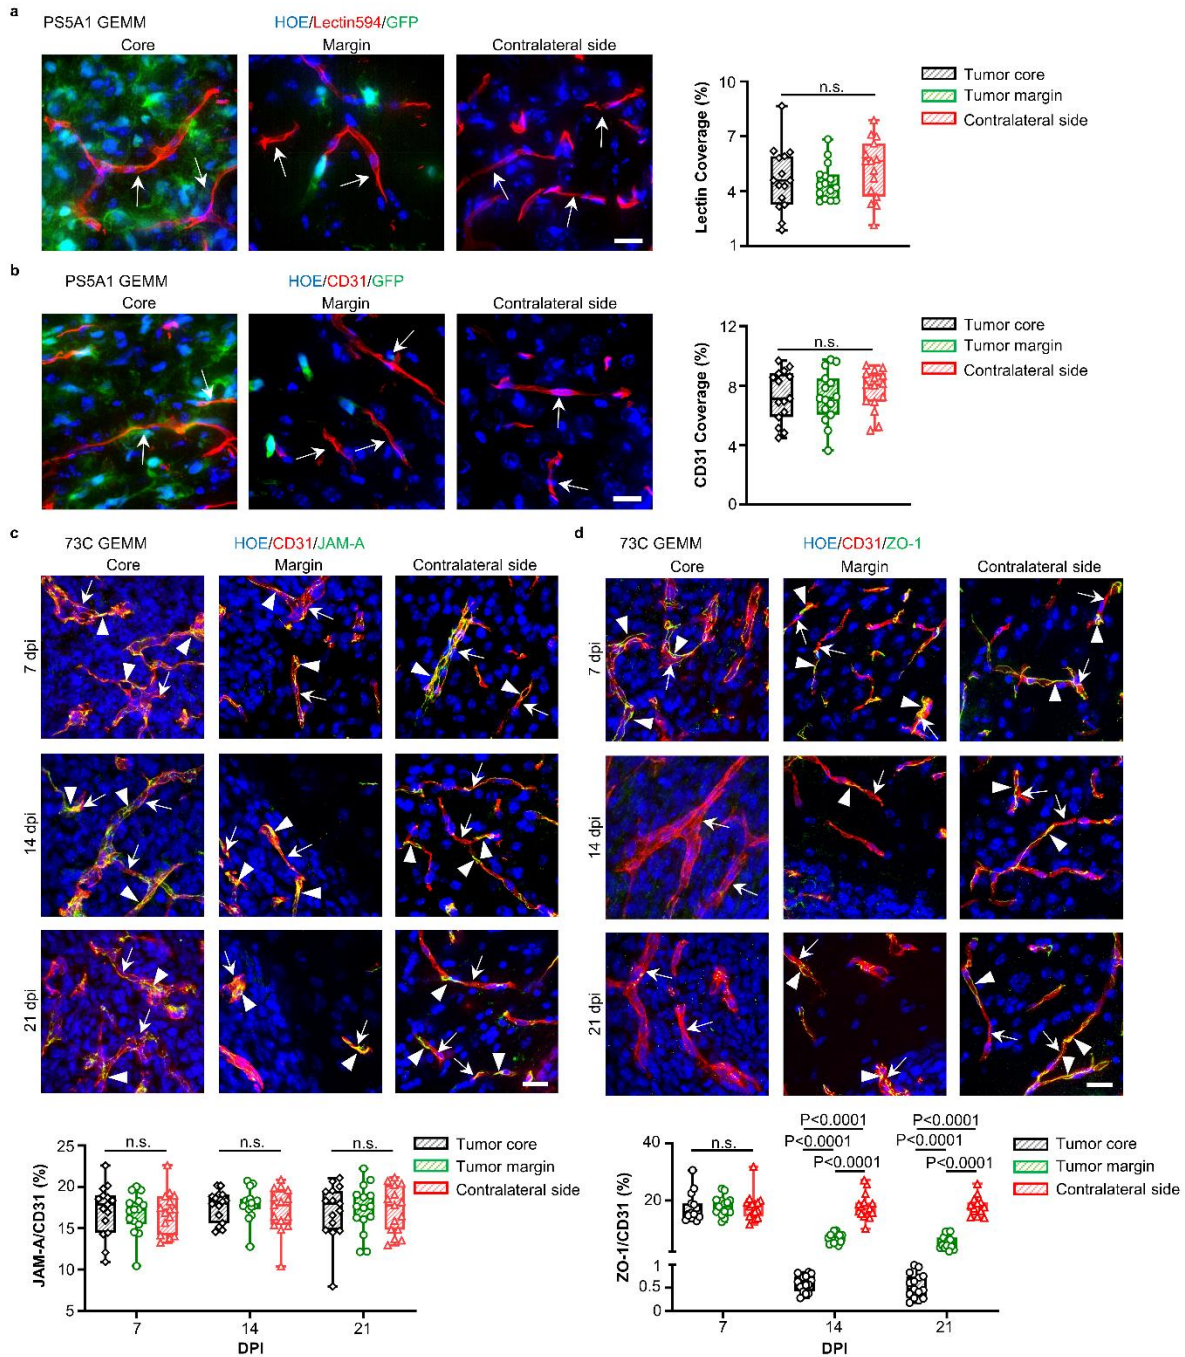 a
PS5A1 GEMM HOE/Lectin594/GFP
Core Margin Contralateral side
Lectin Coverage (%)
10
7
4
1
n.s.
Tumor core
Tumor margin
Contralateral side
b
PS5A1 GEMM HOE/CD31/GFP
Core Margin Contralateral side
CD31 Coverage (%)
12
8
4
0
n.s.
Tumor core
Tumor margin
Contralateral side
c
73C GEMM HOE/CD31/JAM-A
Core Margin Contralateral side
7 dpi
14 dpi
21 dpi
JAM-A/CD31 (%)
25
20
15
10
5
n.s. n.s. n.s.
Tumor core
Tumor margin
Contralateral side
7 14 21
DPI
d
73C GEMM HOE/CD31/ZO-1
Core Margin Contralateral side
7 dpi
14 dpi
21 dpi
ZO-1/CD31 (%)
40
20
1
0.5
0
n.s.
P<0.0001 P<0.0001
P<0.0001 P<0.0001
P<0.0001 P<0.0001
Tumor core
Tumor margin
Contralateral side
7 14 21
DPI